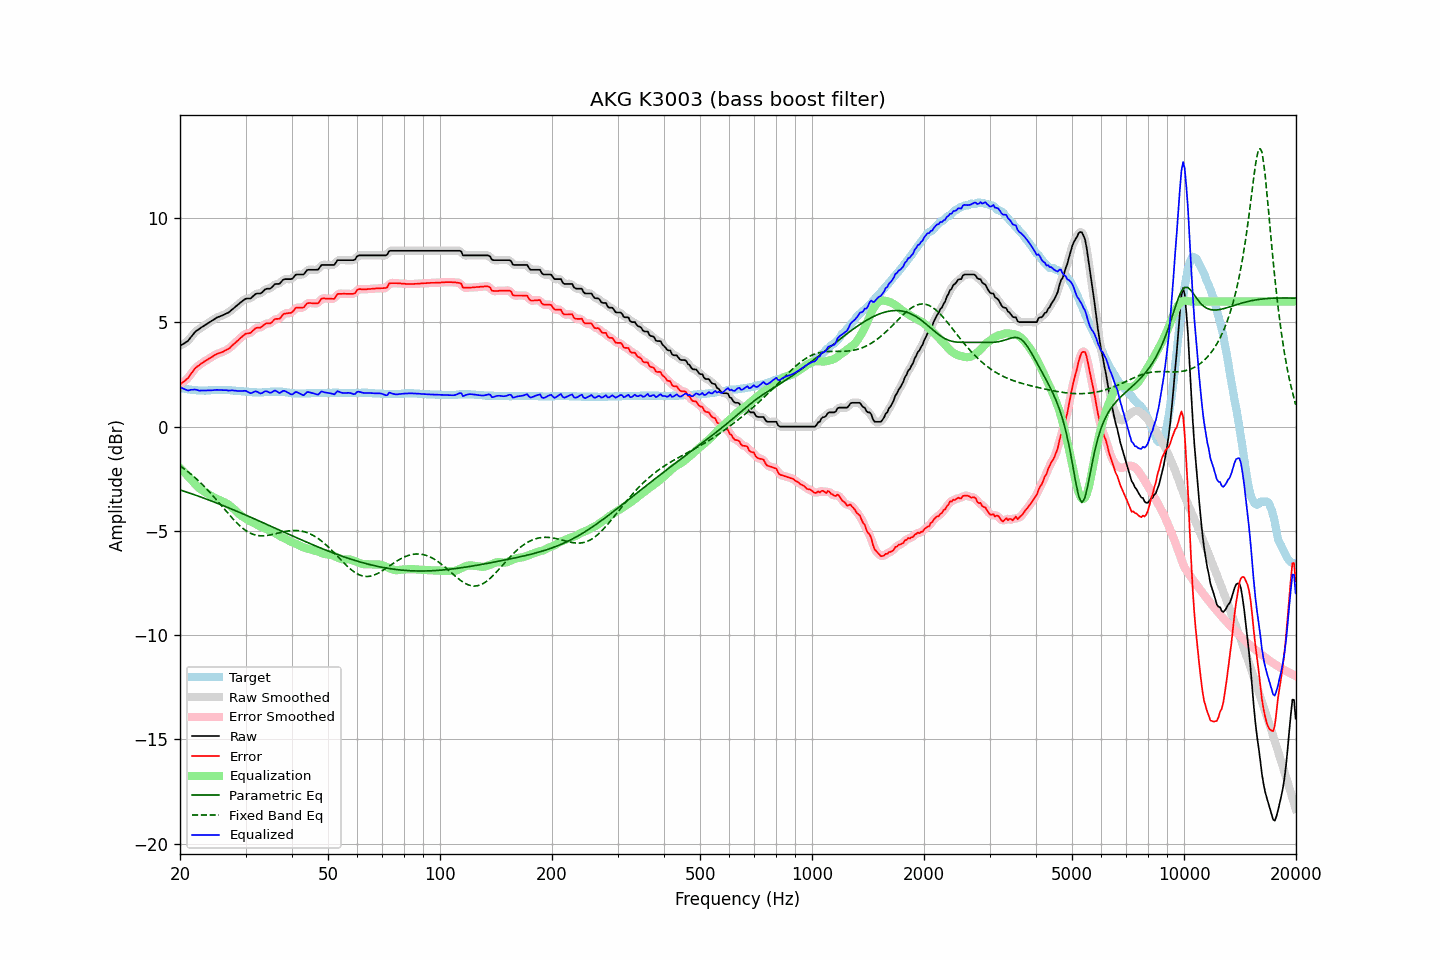 AKG K3003 (bass boost filter)
Amplitude (dBr)
10
5
0
−5
−10
−15
−20
Target
Raw Smoothed
Error Smoothed
Raw
Error
Equalization
Parametric Eq
Fixed Band Eq
Equalized
20 50 100 200 500 1000 2000 5000 10000 20000
Frequency (Hz)